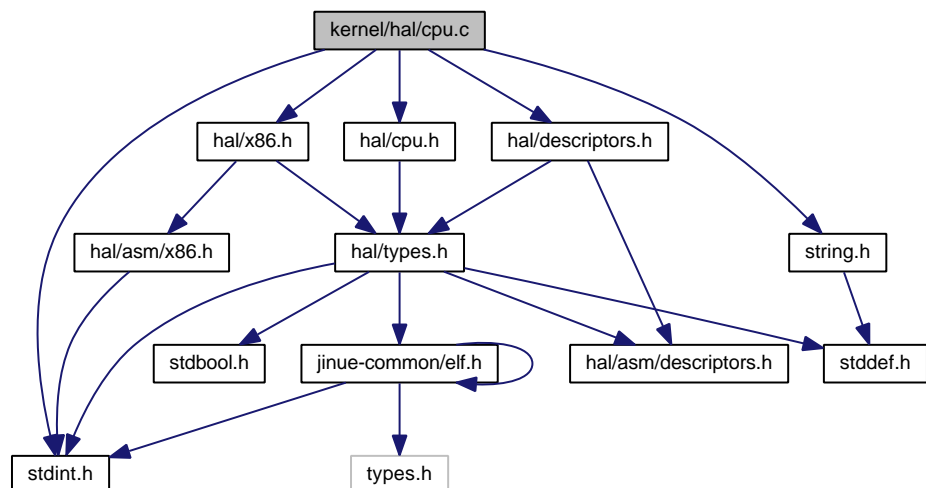 kernel/hal/cpu.c
hal/x86.h
hal/cpu.h
hal/descriptors.h
hal/asm/x86.h
hal/types.h
string.h
stdbool.h
jinue-common/elf.h
hal/asm/descriptors.h
stddef.h
stdint.h
types.h